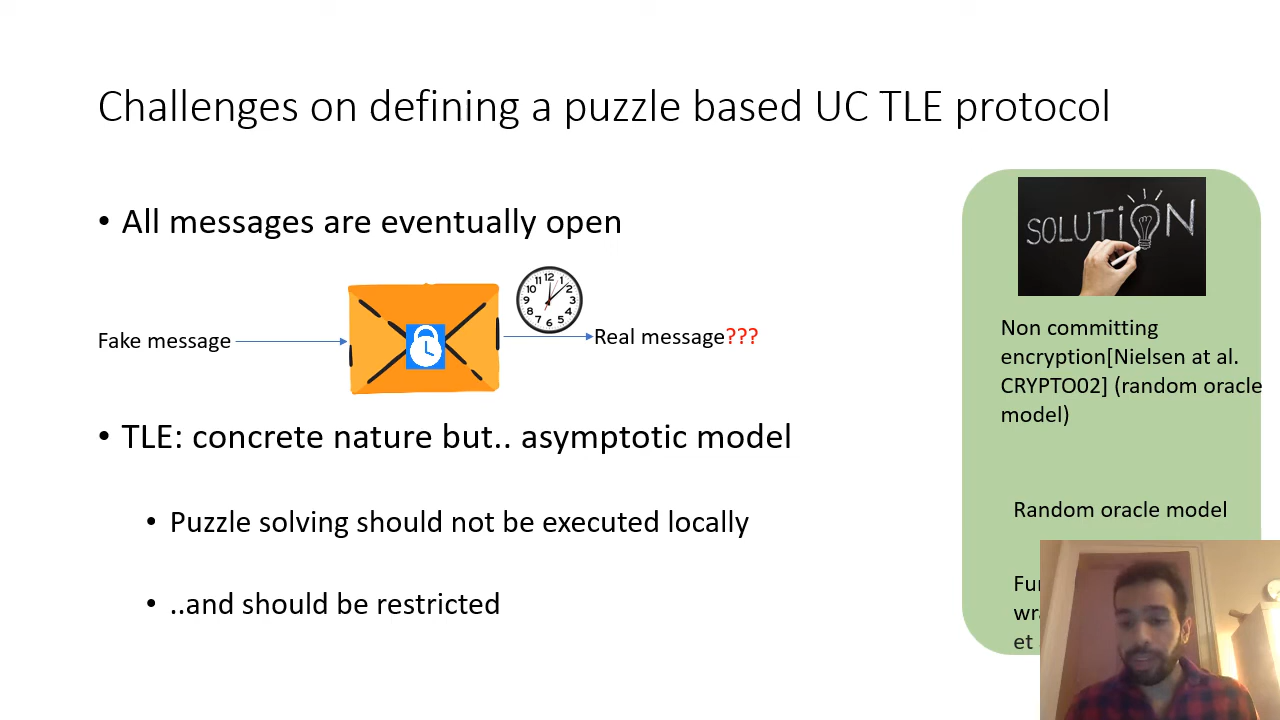 Challenges on defining a puzzle based UC TLE protocol
• All messages are eventually open
Fake message
Real message???
• TLE: concrete nature but.. asymptotic model
• Puzzle solving should not be executed locally
• ..and should be restricted
SOLUTiON
Non committing
encryption[Nielsen at al.
CRYPTO02] (random oracle
model)
Random oracle model
et